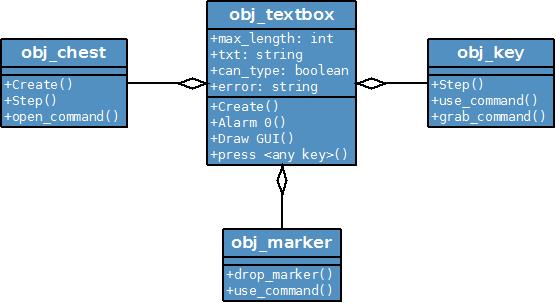 obj_textbox
+max_length: int
+txt: string
+can_type: boolean
+error: string
+Create()
+Alarm 0()
+Draw GUI()
+press <any key>()
obj_chest
+Create()
+Step()
+open_command()
obj_key
+Step()
+use_command()
+grab_command()
obj_marker
+drop_marker()
+use_command()